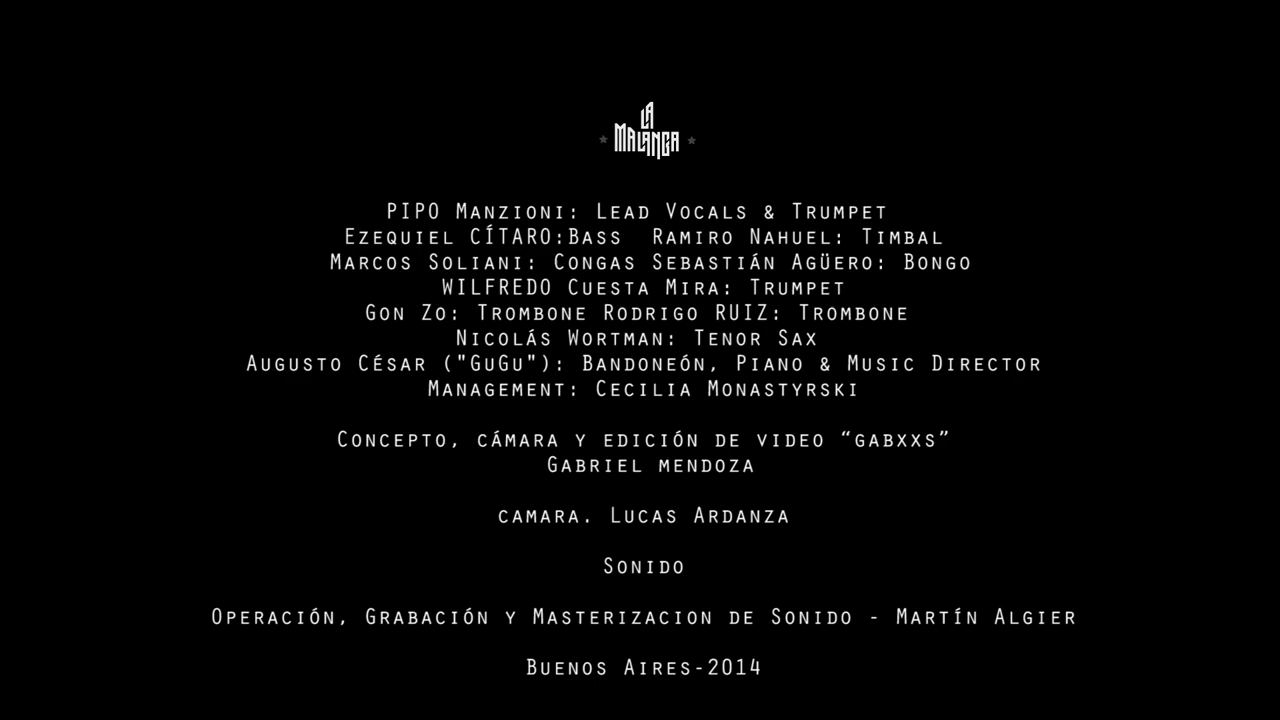 LA
MALANGA
PIPO Manzioni: Lead Vocals & Trumpet
Ezequiel CÍTARO:Bass  Ramiro Nahuel: Timbal
Marcos Soliani: Congas Sebastián Agüero: Bongo
WILFREDO Cuesta Mira: Trumpet
Gon Zo: Trombone Rodrigo RUIZ: Trombone
Nicolás Wortman: Tenor Sax
Augusto César ("GuGu"): Bandoneón, Piano & Music Director
Management: Cecilia Monastyrski
Concepto, cámara y edición de video “gabxxs”
Gabriel mendoza
camara. Lucas Ardanza
Sonido
Operación, Grabación y Masterizacion de Sonido - Martín Algier
Buenos Aires-2014